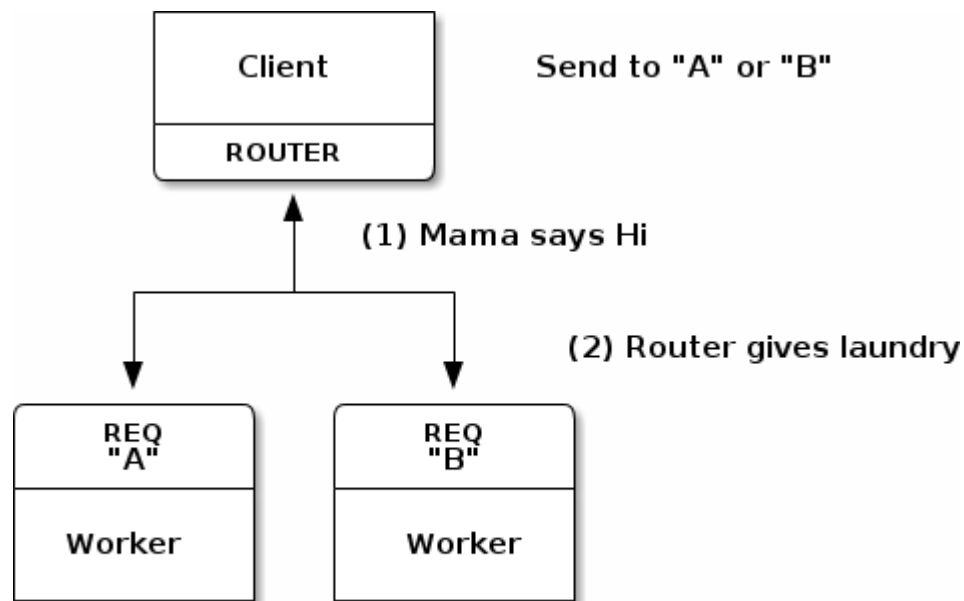 Client
Send to "A" or "B"
ROUTER
(1) Mama says Hi
(2) Router gives laundry
REQ
"A"
REQ
"B"
Worker
Worker